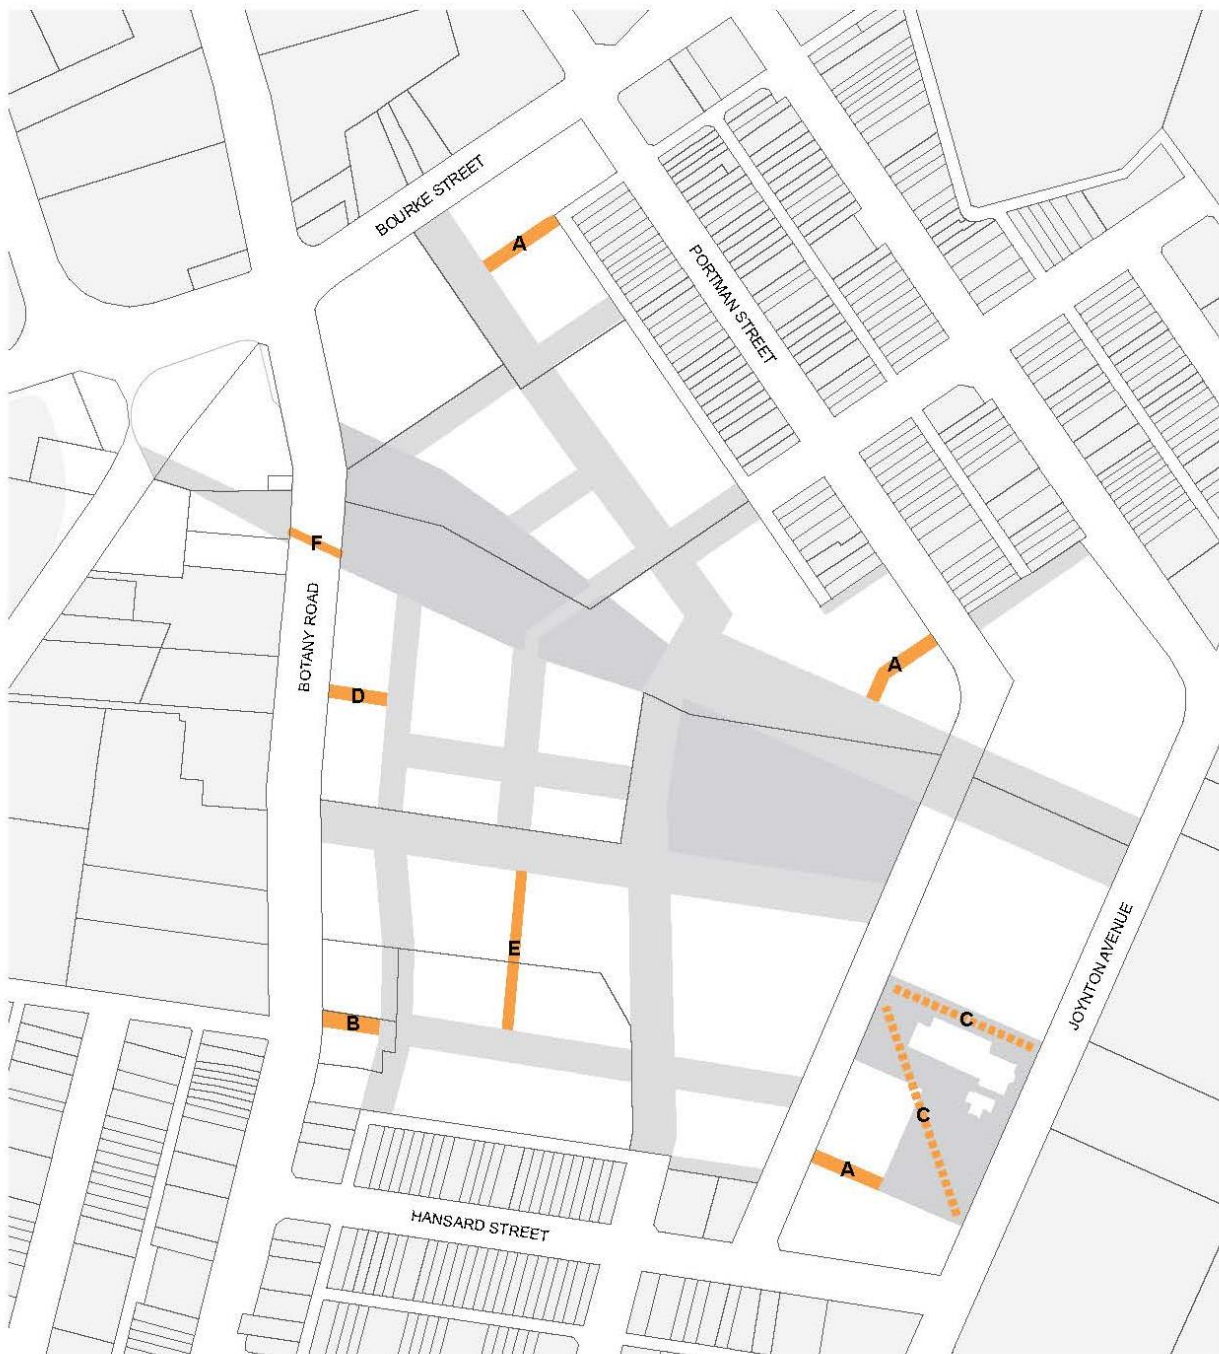 BOURKE STREET
A
PORTMAN STREET
F
BOTANY ROAD
A
D
E
JOYNTON AVENUE
B
C
C
A
HANSARD STREET